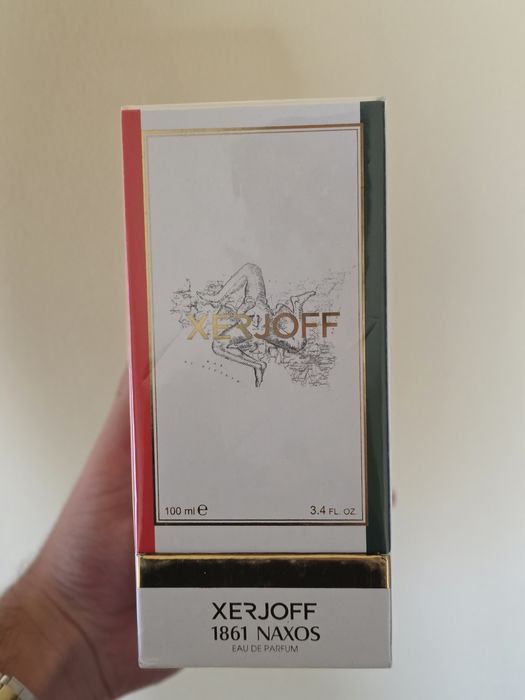 XERJOFF
100 ml e
3.4 FL. OZ.
XERJOFF
1861 NAXOS
EAU DE PARFUM